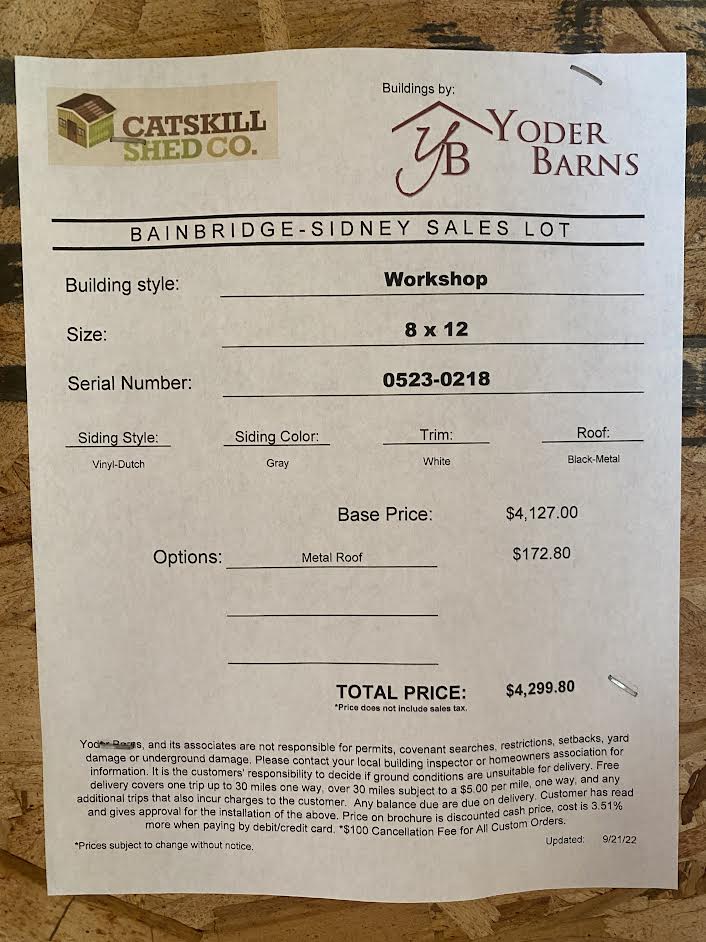 CATSKILL
SHED CO.
Buildings by:
YB
YODER
BARNS
BAINBRIDGE-SIDNEY SALES LOT
Building style: Workshop
Size: 8 x 12
Serial Number: 0523-0218
Siding Style: Siding Color: Trim: Roof:
Vinyl-Dutch Gray White Black-Metal
Base Price: $4,127.00
Options: Metal Roof $172.80
TOTAL PRICE: $4,299.80
*Price does not include sales tax.
Yoder Barns, and its associates are not responsible for permits, covenant searches, restrictions, setbacks, yard
damage or underground damage. Please contact your local building inspector or homeowners association for
information. It is the customers' responsibility to decide if ground conditions are unsuitable for delivery. Free
delivery covers one trip up to 30 miles one way, over 30 miles subject to a $5.00 per mile, one way, and any
additional trips that also incur charges to the customer. Any balance due are due on delivery. Customer has read
and gives approval for the installation of the above. Price on brochure is discounted cash price, cost is 3.51%
more when paying by debit/credit card. *$100 Cancellation Fee for All Custom Orders.
*Prices subject to change without notice. Updated: 9/21/22